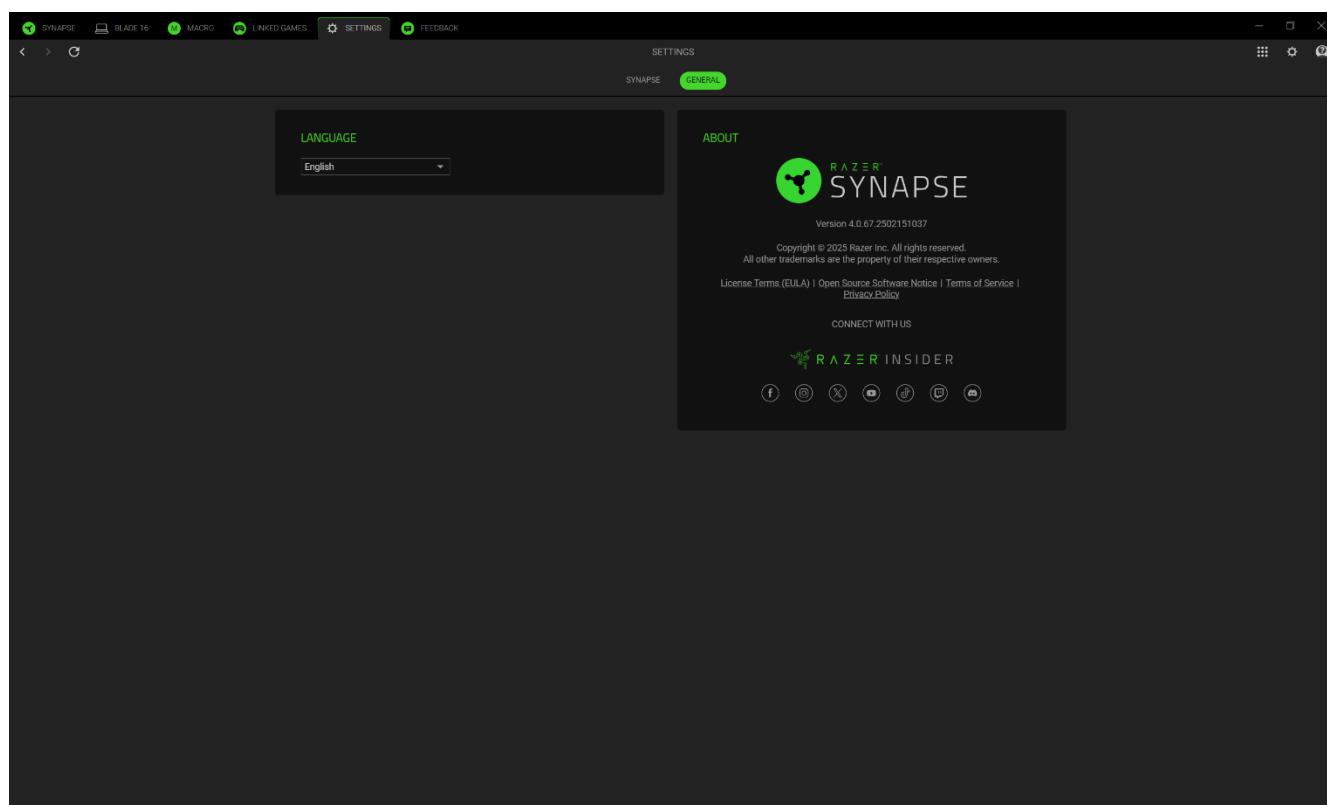 SYNAPSE BLADE 16 M MACRO LINKED GAMES SETTINGS FEEDBACK
SETTINGS
SYNAPSE GENERAL
LANGUAGE
English
ABOUT
RAZER
SYNAPSE
Version 4.0.67.2502151037
Copyright © 2025 Razer Inc. All rights reserved.
All other trademarks are the property of their respective owners.
License Terms (EULA) | Open Source Software Notice | Terms of Service |
Privacy Policy
CONNECT WITH US
RAZER INSIDER